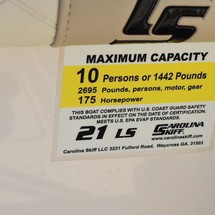 LS
MAXIMUM CAPACITY
10 Persons or 1442 Pounds
2695 Pounds, persons, motor, gear
175 Horsepower
THIS BOAT COMPLIES WITH U.S. COAST GUARD SAFETY
STANDARDS IN EFFECT ON THE DATE OF CERTIFICATION.
MEETS U.S. EPA EVAP STANDARDS.
21 LS CAROLINA SKIFF
www.carolinaskiff.com
Carolina Skiff LLC 3231 Fulford Road, Waycross GA. 31503